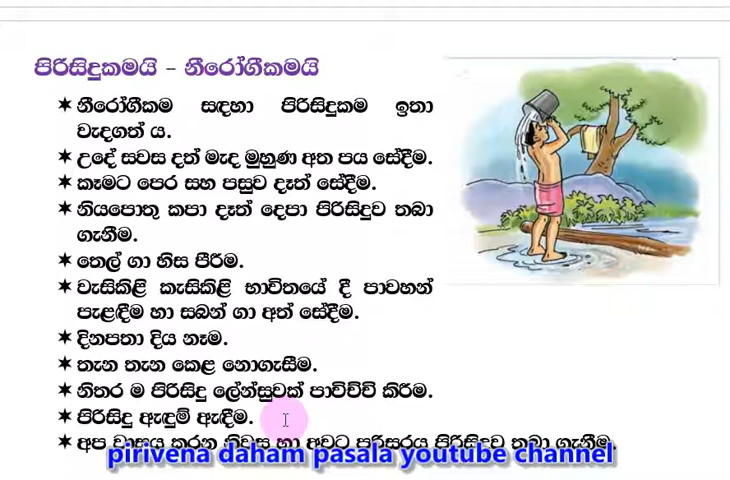 පිරිසිදුකමයි – නීරෝගීකමයි
✶ නීරෝගීකම සඳහා පිරිසිදුකම ඉතා
වැදගත් ය.
✶ උදේ සවස දත් මැද මුහුණ අත පය සේදීම.
✶ කෑමට පෙර සහ පසුව දෑත් සේදීම.
✶ නියපොතු කපා දෑත් දෙපා පිරිසිදුව තබා
ගැනීම.
✶ තෙල් ගා හිස පීරීම.
✶ වැසිකිළි කැසිකිළි භාවිතයේ දී පාවහන්
පැළඳීම හා සබන් ගා අත් සේදීම.
✶ දිනපතා දිය නෑම.
✶ තැන තැන කෙළ නොගැසීම.
✶ නිතර ම පිරිසිදු ලේන්සුවක් පාවිච්චි කිරීම.
✶ පිරිසිදු ඇඳුම් ඇඳීම.
✶ අප වාසය කරන නිවස හා අවට පරිසරය පිරිසිදුව තබා ගැනීම.
pirivena daham pasala youtube channel